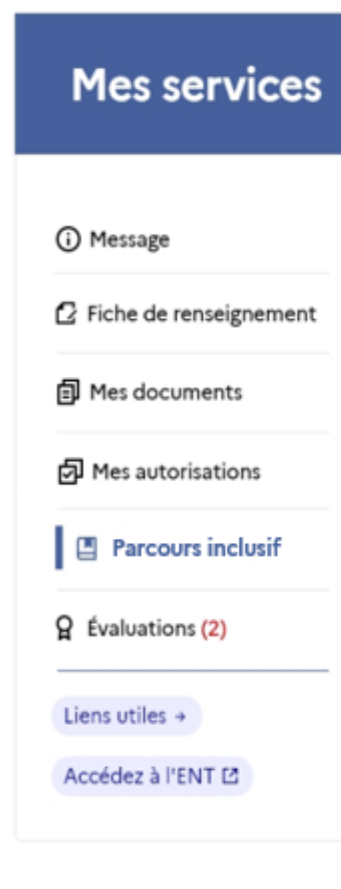 Mes services
Message
Fiche de renseignement
Mes documents
Mes autorisations
Parcours inclusif
Évaluations (2)
Liens utiles →
Accédez à l'ENT